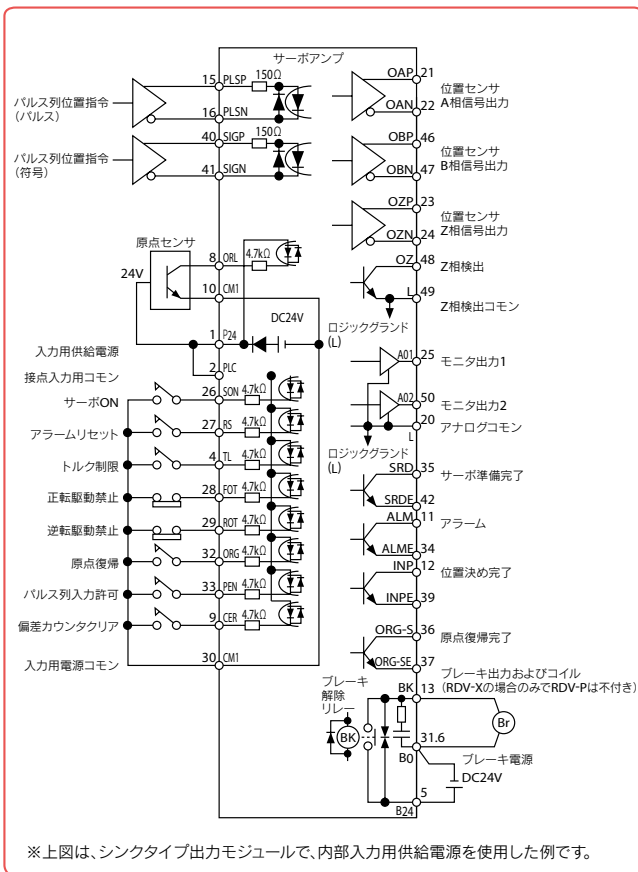 サーボアンプ
パルス列位置指令
(パルス)
15 PLSP 150Ω
16 PLSN
パルス列位置指令
(符号)
40 SIGP 150Ω
41 SIGN
原点センサ
24V
8 ORL 4.7kΩ
10 CM1
DC24V
1 P24
入力用供給電源
2 PLC
接点入力用コモン
サーボON 26 SON 4.7kΩ
アラームリセット 27 RS 4.7kΩ
トルク制限 4 TL 4.7kΩ
正転駆動禁止 28 FOT 4.7kΩ
逆転駆動禁止 29 ROT 4.7kΩ
原点復帰 32 ORG 4.7kΩ
パルス列入力許可 33 PEN 4.7kΩ
偏差カウンタクリア 9 CER 4.7kΩ
入力用電源コモン 30 CM1
OAP 21
OAN 22
位置センサ
A相信号出力
OBP 46
OBN 47
位置センサ
B相信号出力
OZP 23
OZN 24
位置センサ
Z相信号出力
OZ 48 Z相検出
L 49 Z相検出コモン
ロジックグランド
(L)
A01 25 モニタ出力1
A02 50 モニタ出力2
20 アナログコモン
L
ロジックグランド
(L)
SRD 35 サーボ準備完了
SRDE 42
ALM 11 アラーム
ALME 34
INP 12 位置決め完了
INPE 39
ORG-S 36 原点復帰完了
ORG-SE 37
ブレーキ出力およびコイル
(RDV-Xの場合のみでRDV-Pは不付き)
ブレーキ
解除
リレー
BK
BK 13
Br
31.6
B0
ブレーキ電源
DC24V
5
B24
※上図は、シンクタイプ出力モジュールで、内部入力用供給電源を使用した例です。